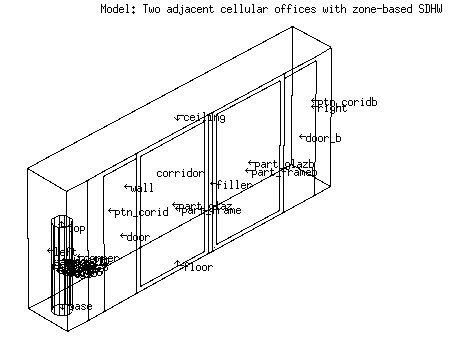 Model: Two adjacent cellular offices with zone-based SDHW
ptn_coridb
right
ceiling
door_b
part_glazb
part_frameb
corridor
filler
wall
part_glaz
part_frame
ptn_corid
top
door
left
floor
base